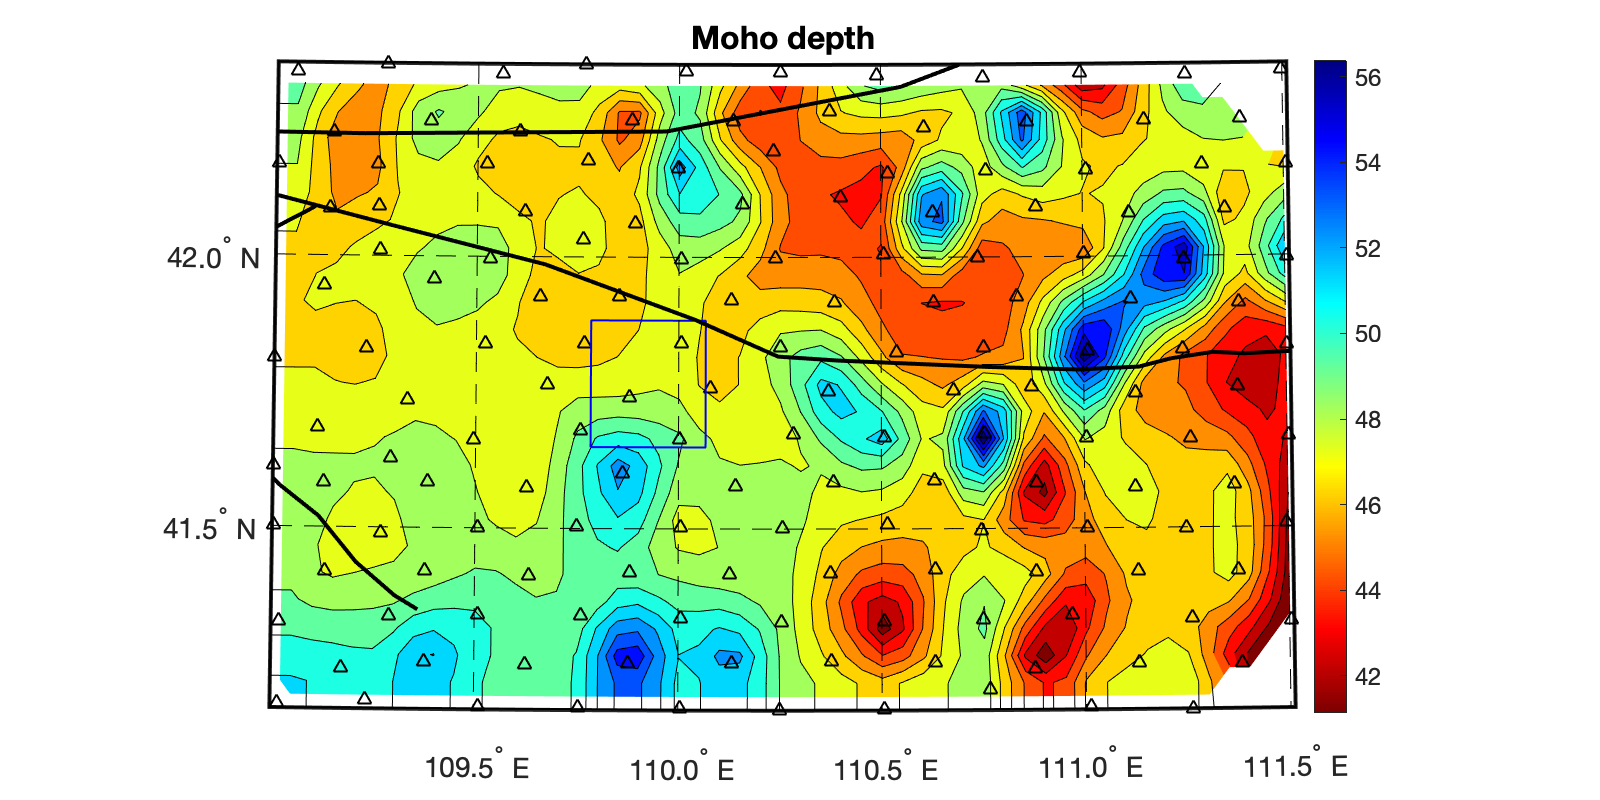 Moho depth
56
54
52
50
48
46
44
42
42.0° N
41.5° N
109.5° E
110.0° E
110.5° E
111.0° E
111.5° E